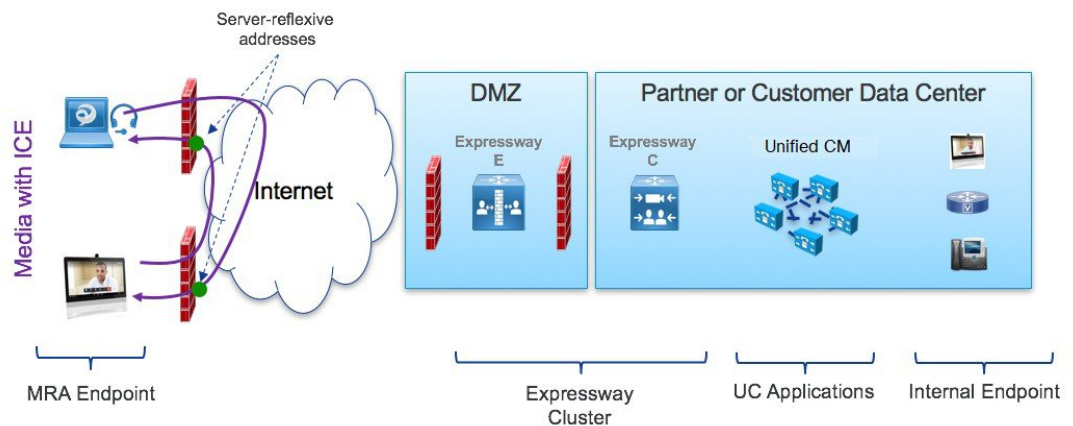 Server-reflexive
addresses
Media with ICE
Internet
DMZ
Expressway
E
Partner or Customer Data Center
Expressway
C
Unified CM
MRA Endpoint
Expressway
Cluster
UC Applications
Internal Endpoint